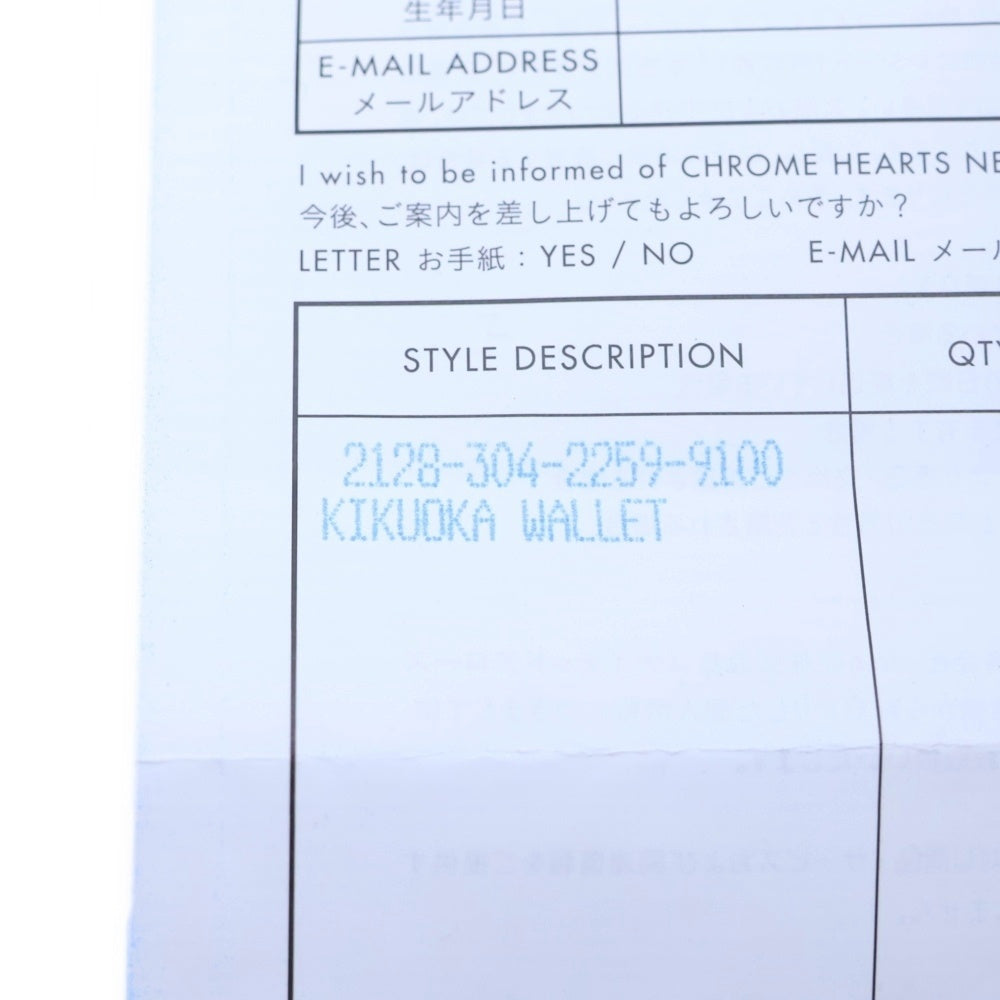 生年月日
E-MAIL ADDRESS
メールアドレス
I wish to be informed of CHROME HEARTS NE
今後、ご案内を差し上げてもよろしいですか？
LETTER お手紙：YES / NO E-MAIL メール
STYLE DESCRIPTION QTY
2128-304-2259-9100
KIKUOKA WALLET